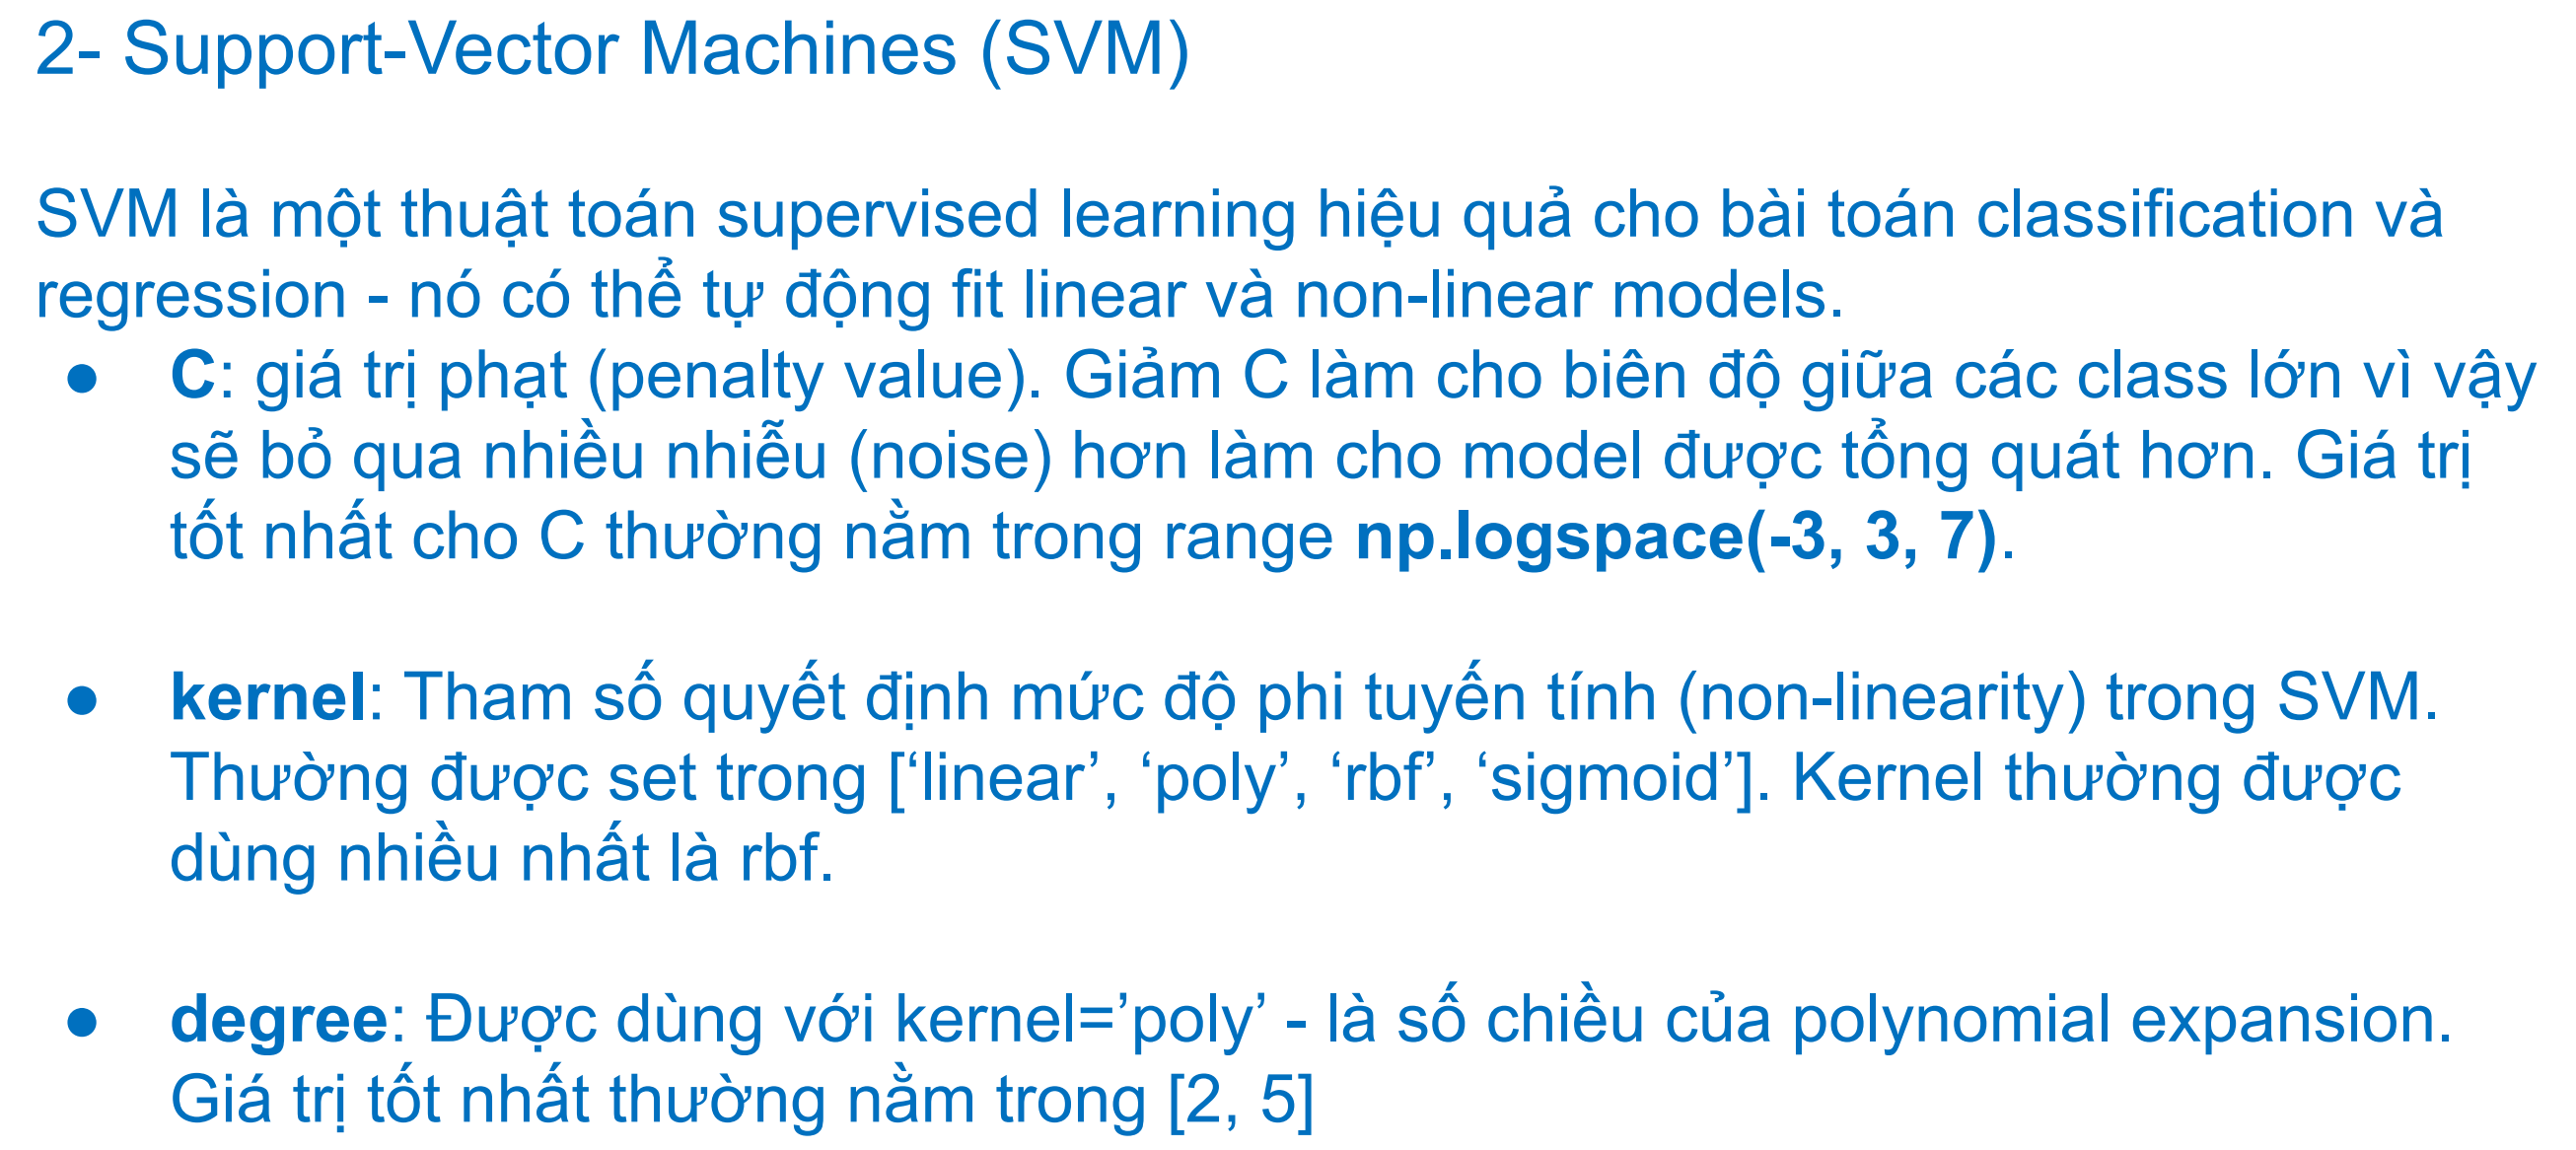 2- Support-Vector Machines (SVM)
SVM là một thuật toán supervised learning hiệu quả cho bài toán classification và
regression - nó có thể tự động fit linear và non-linear models.
● C: giá trị phạt (penalty value). Giảm C làm cho biên độ giữa các class lớn vì vậy
sẽ bỏ qua nhiều nhiễu (noise) hơn làm cho model được tổng quát hơn. Giá trị
tốt nhất cho C thường nằm trong range np.logspace(-3, 3, 7).
● kernel: Tham số quyết định mức độ phi tuyến tính (non-linearity) trong SVM.
Thường được set trong [‘linear’, ‘poly’, ‘rbf’, ‘sigmoid’]. Kernel thường được
dùng nhiều nhất là rbf.
● degree: Được dùng với kernel=’poly’ - là số chiều của polynomial expansion.
Giá trị tốt nhất thường nằm trong [2, 5]